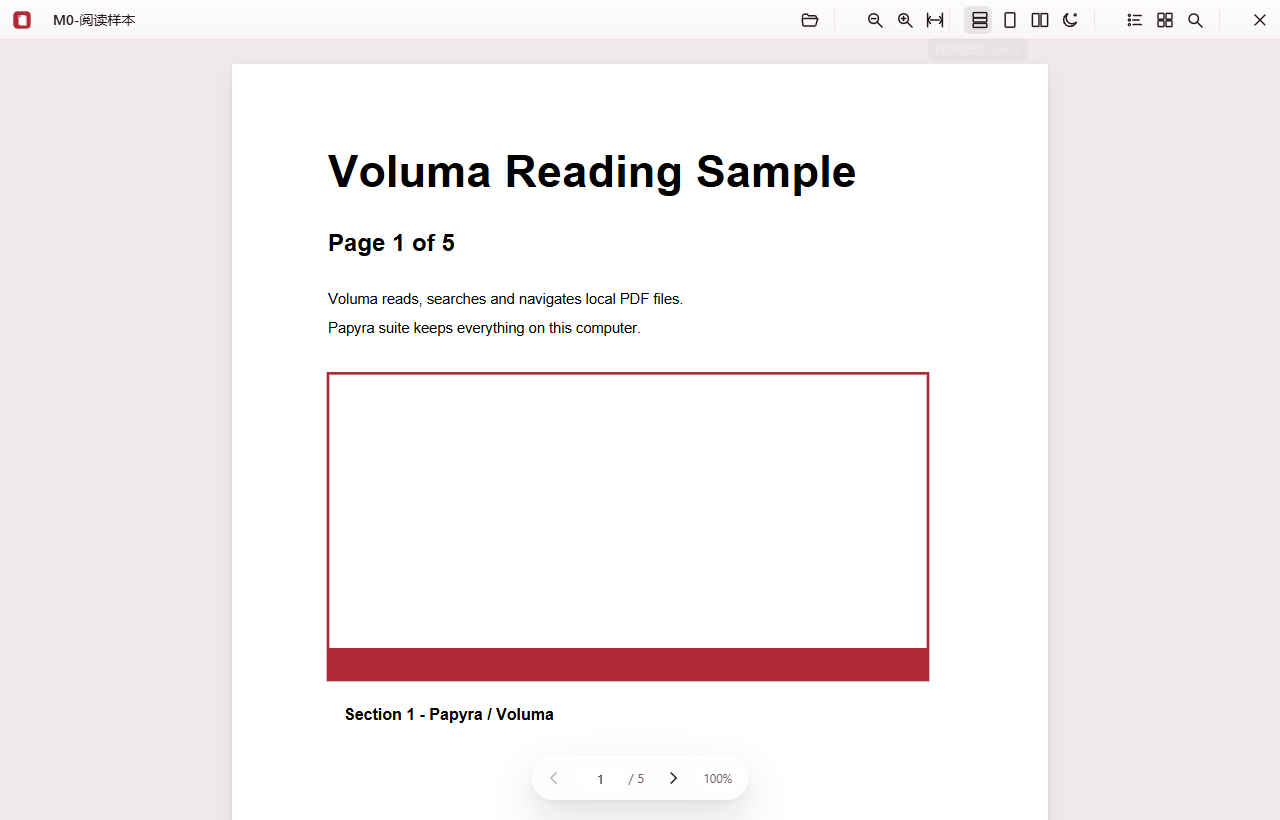 M0-阅读样本
Voluma Reading Sample
Page 1 of 5
Voluma reads, searches and navigates local PDF files.
Papyra suite keeps everything on this computer.
Section 1 - Papyra / Voluma
1 / 5 100%